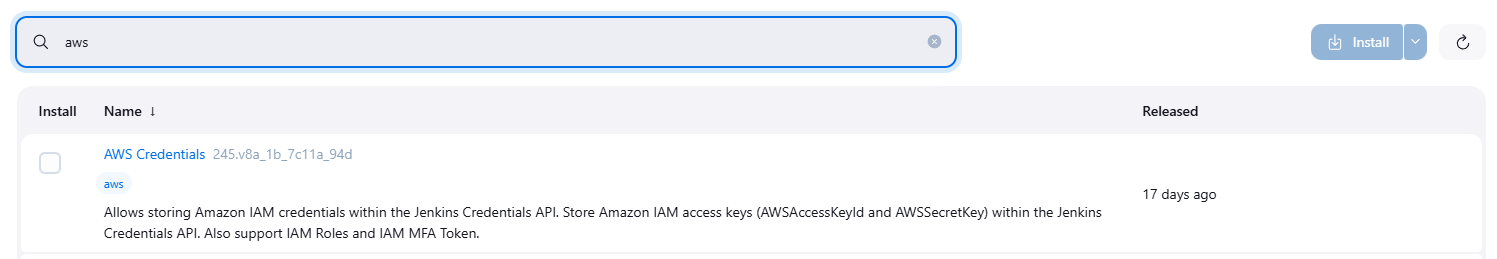 aws
Install
Install Name ↓ Released
AWS Credentials 245.v8a_1b_7c11a_94d
aws
17 days ago
Allows storing Amazon IAM credentials within the Jenkins Credentials API. Store Amazon IAM access keys (AWSAccessKeyId and AWSSecretKey) within the Jenkins
Credentials API. Also support IAM Roles and IAM MFA Token.